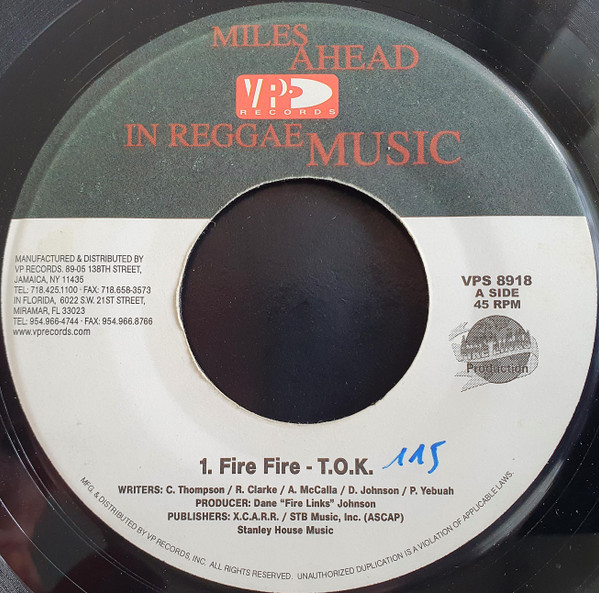 MILES
AHEAD
VP
RECORDS
IN REGGAE
MUSIC
MANUFACTURED & DISTRIBUTED BY
VP RECORDS. 89-05 138TH STREET,
JAMAICA, NY 11435
TEL: 718.425.1100 · FAX: 718.658-3573
IN FLORIDA, 6022 S.W. 21ST STREET,
MIRAMAR, FL 33023
TEL: 954.966-4744 · FAX: 954.966.8766
www.vprecords.com
VPS 8918
A SIDE
45 RPM
Production
1. Fire Fire - T.O.K. 115
WRITERS: C. Thompson / R. Clarke / A. McCalla / D. Johnson / P. Yebuah
PRODUCER: Dane "Fire Links" Johnson
PUBLISHERS: X.C.A.R.R. / STB Music, Inc. (ASCAP)
Stanley House Music
MFG. & DISTRIBUTED BY VP RECORDS, INC. ALL RIGHTS RESERVED. UNAUTHORIZED DUPLICATION IS A VIOLATION OF APPLICABLE LAWS.